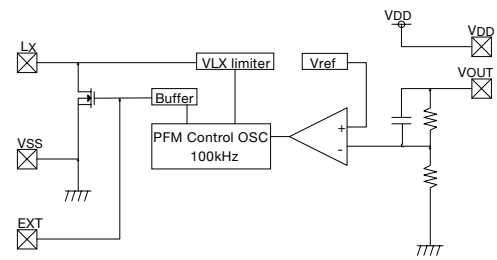 LX
VLX limiter
Vref
VDD
VDD
Buffer
VOUT
PFM Control OSC
100kHz
+
-
VSS
EXT